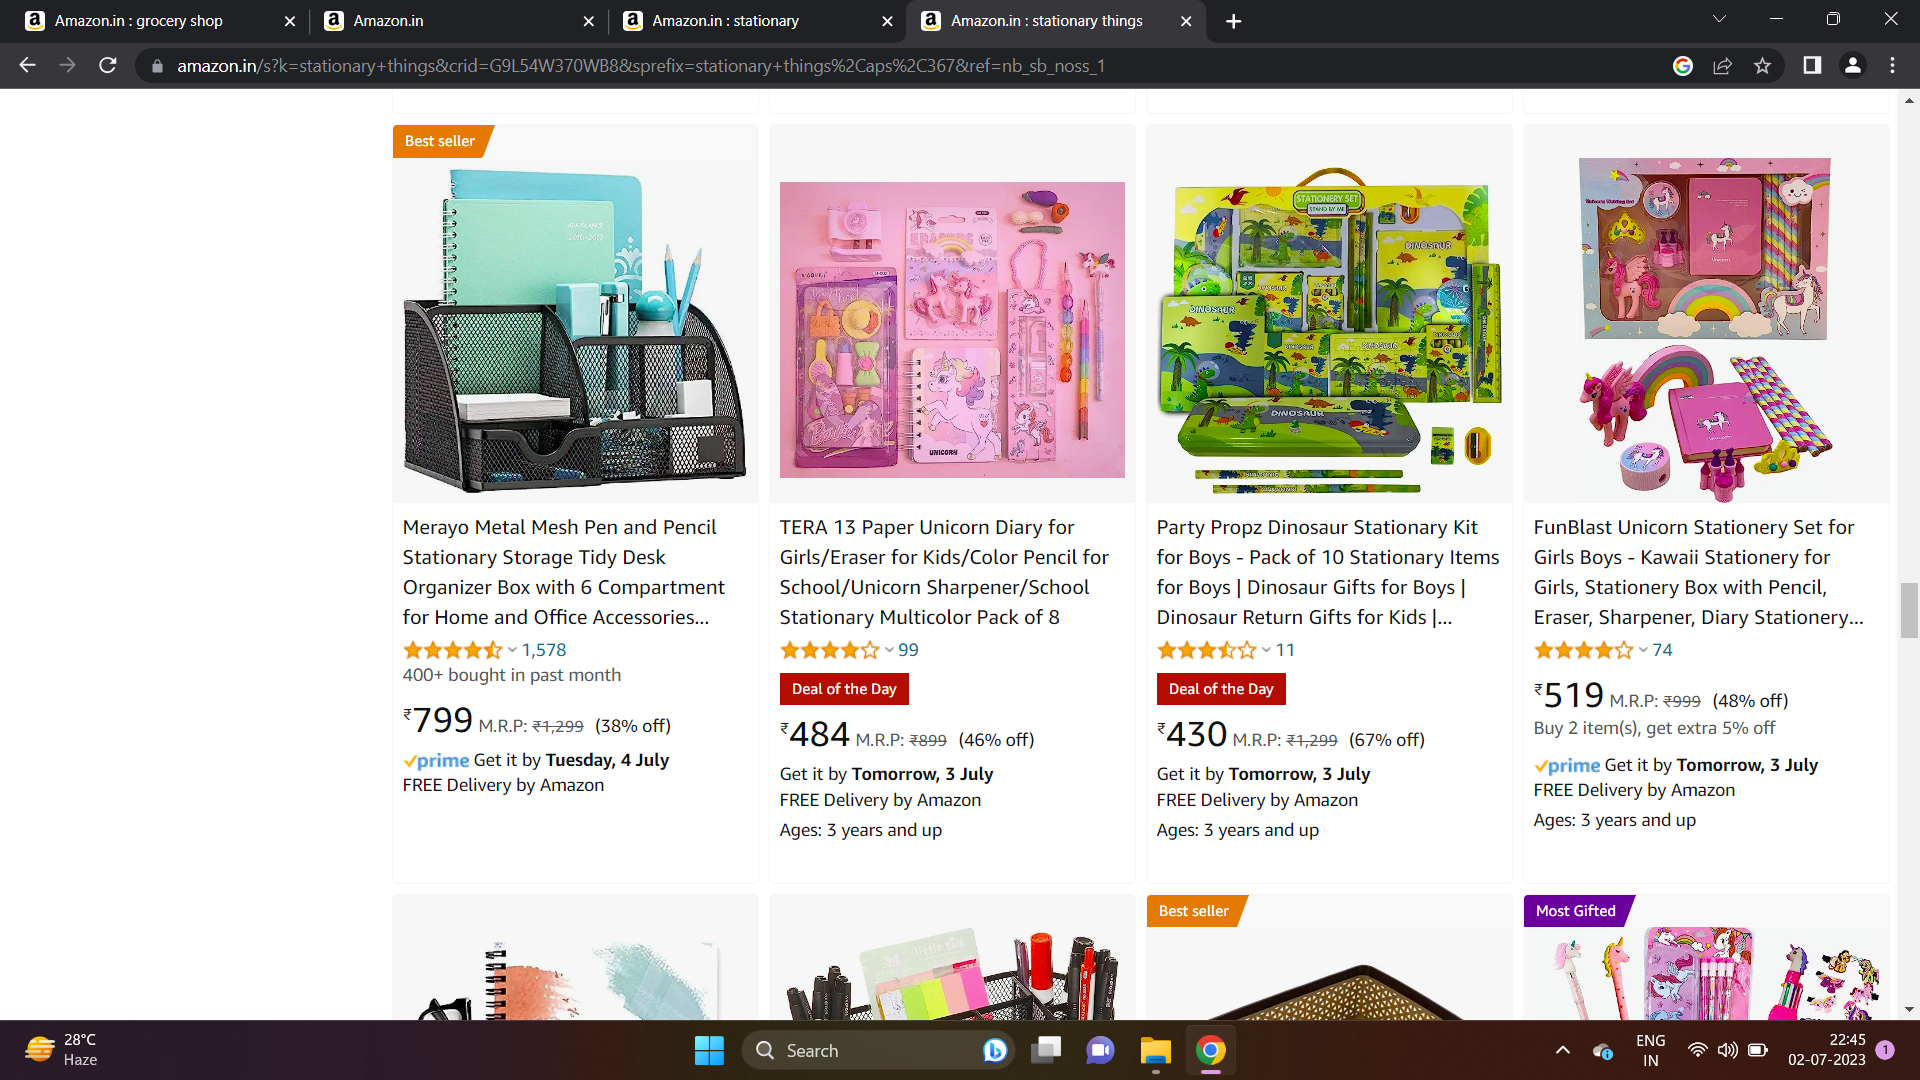 Amazon.in : grocery shop
Amazon.in
Amazon.in : stationary
Amazon.in : stationary things
amazon.in/s?k=stationary+things&crid=G9L54W370WB8&sprefix=stationary+things%2Caps%2C367&ref=nb_sb_noss_1
Best seller
STATIONERY SET
STAND BY ME
DINOSAUR
DINOSAUR
DINOSAUR
UNICORN
Merayo Metal Mesh Pen and Pencil
Stationary Storage Tidy Desk
Organizer Box with 6 Compartment
for Home and Office Accessories...
1,578
400+ bought in past month
₹799 M.R.P: ₹1,299 (38% off)
prime Get it by Tuesday, 4 July
FREE Delivery by Amazon
TERA 13 Paper Unicorn Diary for
Girls/Eraser for Kids/Color Pencil for
School/Unicorn Sharpener/School
Stationary Multicolor Pack of 8
99
Deal of the Day
₹484 M.R.P: ₹899 (46% off)
Get it by Tomorrow, 3 July
FREE Delivery by Amazon
Ages: 3 years and up
Party Propz Dinosaur Stationary Kit
for Boys - Pack of 10 Stationary Items
for Boys | Dinosaur Gifts for Boys |
Dinosaur Return Gifts for Kids |...
11
Deal of the Day
₹430 M.R.P: ₹1,299 (67% off)
Get it by Tomorrow, 3 July
FREE Delivery by Amazon
Ages: 3 years and up
FunBlast Unicorn Stationery Set for
Girls Boys - Kawaii Stationery for
Girls, Stationery Box with Pencil,
Eraser, Sharpener, Diary Stationery...
74
₹519 M.R.P: ₹999 (48% off)
Buy 2 item(s), get extra 5% off
prime Get it by Tomorrow, 3 July
FREE Delivery by Amazon
Ages: 3 years and up
Best seller
Most Gifted
28°C
Haze
Search
ENG
IN
22:45
02-07-2023
1